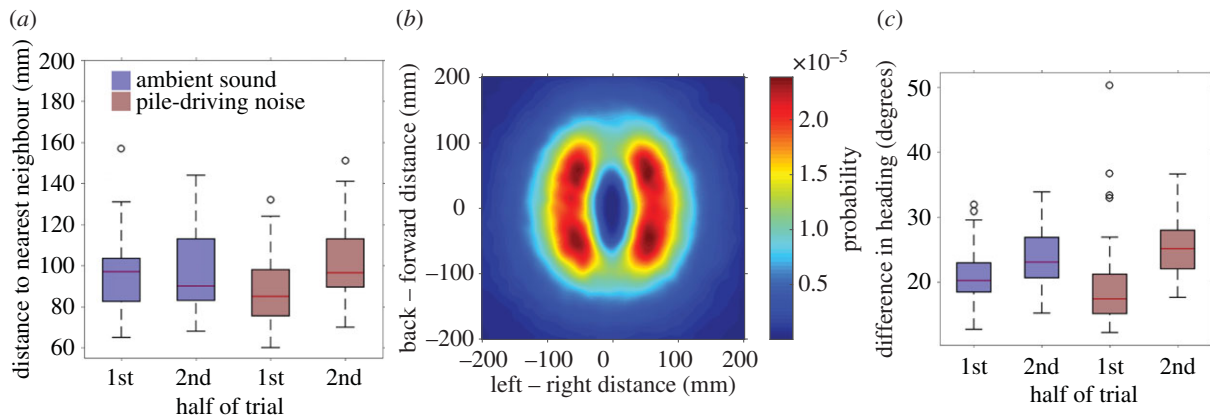 (a)
distance to nearest neighbour (mm)
200
180
160
140
120
100
80
60
ambient sound
pile-driving noise
1st 2nd 1st 2nd
half of trial
(b)
back – forward distance (mm)
200
100
0
–100
–200
–200 –100 0 100 200
left – right distance (mm)
×10⁻⁵
2.0
1.5
1.0
0.5
probability
(c)
difference in heading (degrees)
50
40
30
20
10
1st 2nd 1st 2nd
half of trial